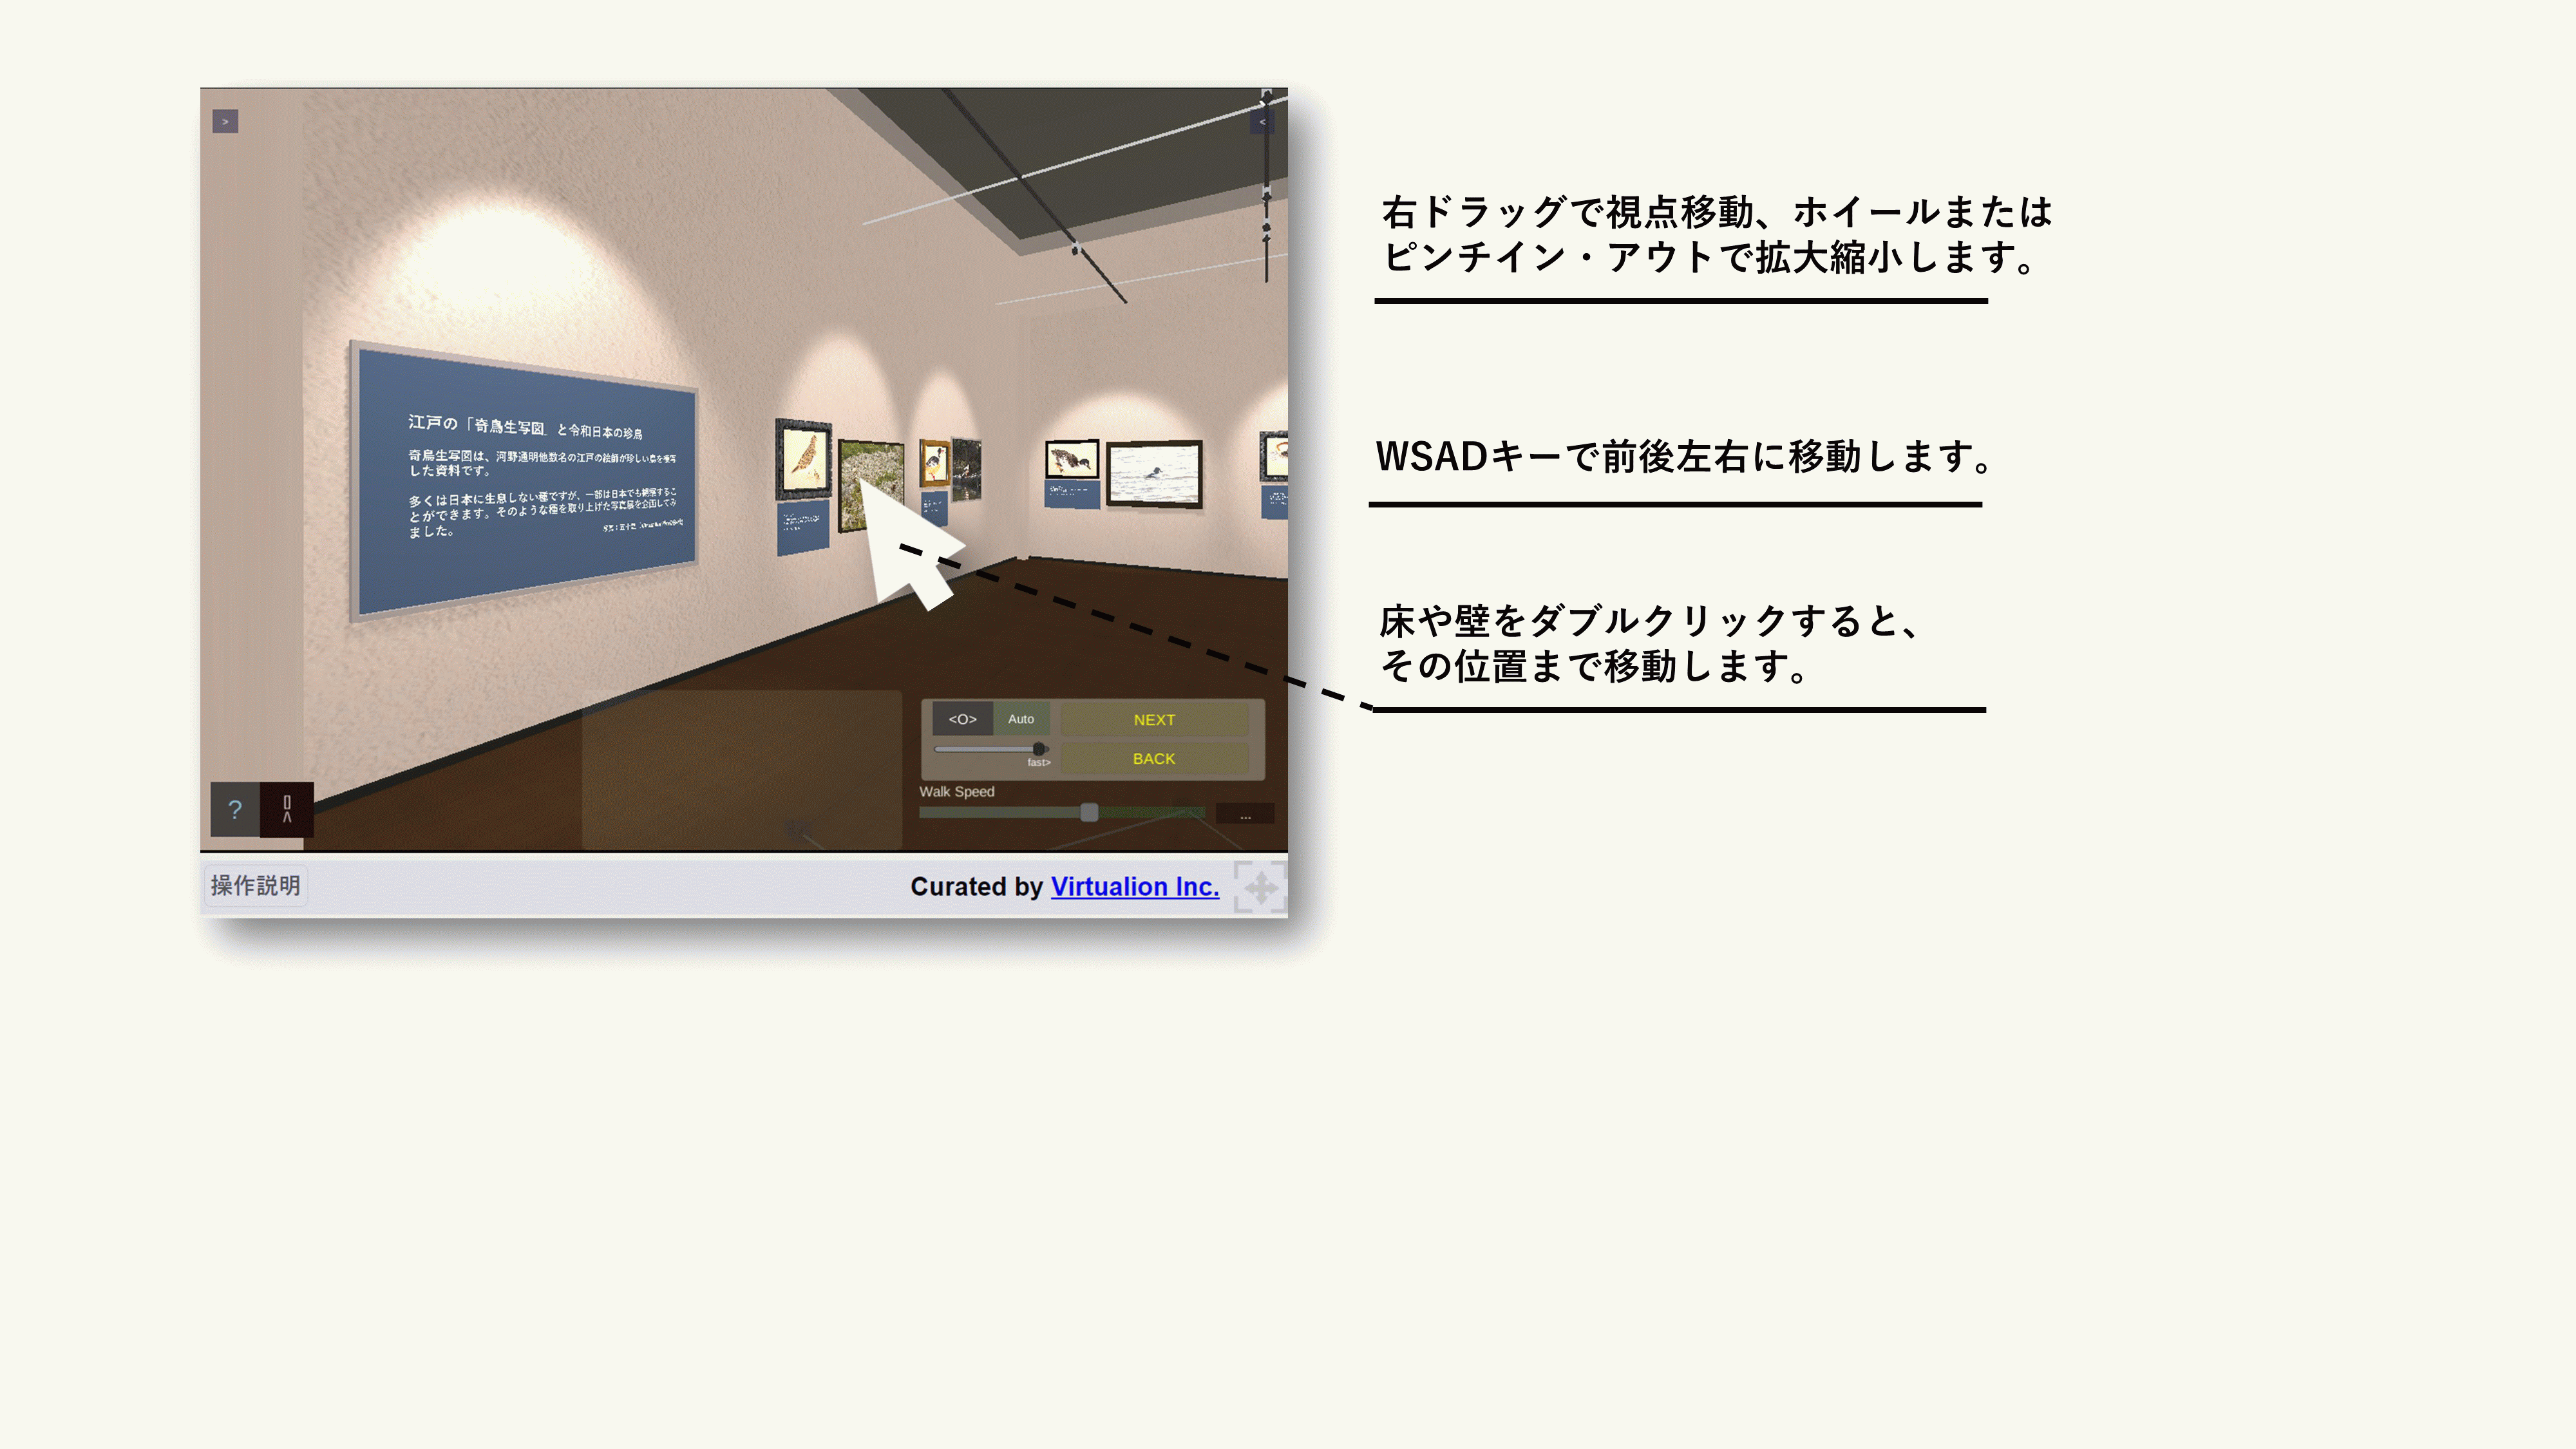 >
<
江戸の「奇鳥生写図」と令和日本の珍鳥
奇鳥生写図は、河野通明他数名の江戸の絵師が珍しい鳥を模写
した資料です。
多くは日本に生息しない種ですが、一部は日本でも観察するこ
とができます。そのような種を取り上げた写真展を企画してみ
ました。
<O>
Auto
NEXT
fast>
BACK
Walk Speed
...
?
操作説明
Curated by Virtualion Inc.
右ドラッグで視点移動、ホイールまたは
ピンチイン・アウトで拡大縮小します。
WSADキーで前後左右に移動します。
床や壁をダブルクリックすると、
その位置まで移動します。